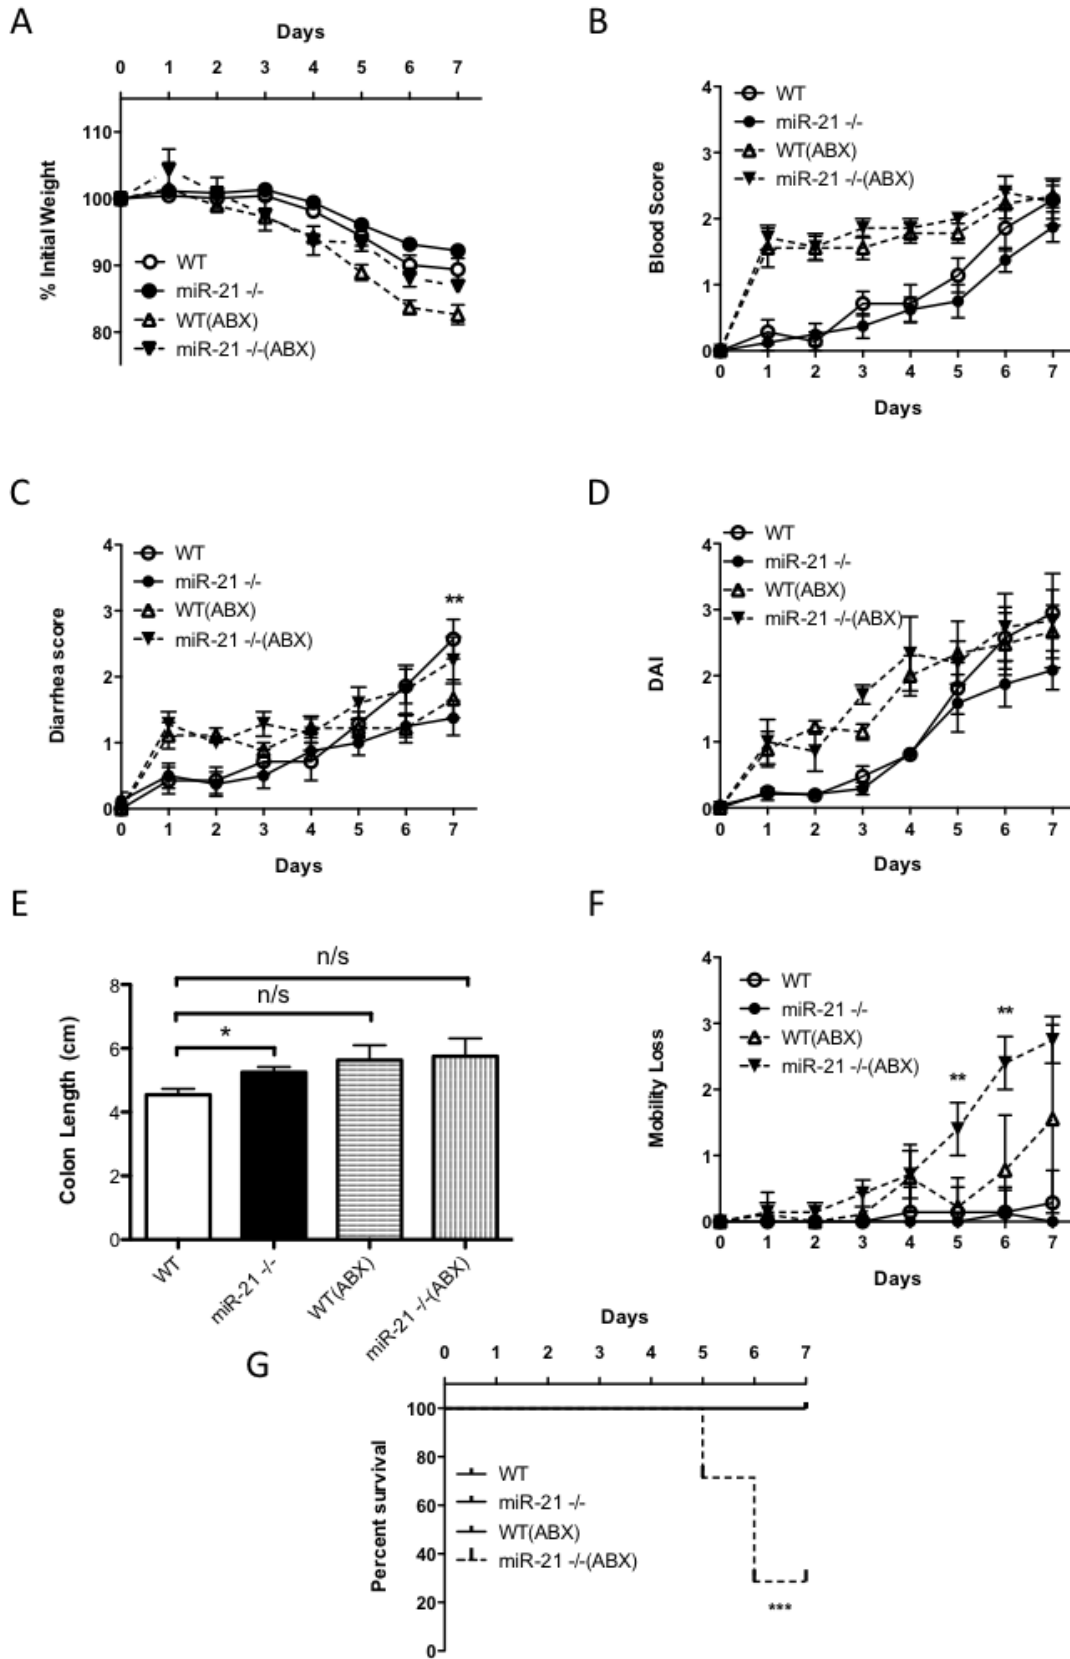 A
Days
0 1 2 3 4 5 6 7
110
100
90
80
% Initial Weight
WT
miR-21 -/-
WT(ABX)
miR-21 -/-(ABX)
B
4
3
2
1
0
Blood Score
WT
miR-21 -/-
WT(ABX)
miR-21 -/-(ABX)
0 1 2 3 4 5 6 7
Days
C
4
3
2
1
0
Diarrhea score
WT
miR-21 -/-
WT(ABX)
miR-21 -/-(ABX)
**
0 1 2 3 4 5 6 7
Days
D
4
3
2
1
0
DAI
WT
miR-21 -/-
WT(ABX)
miR-21 -/-(ABX)
0 1 2 3 4 5 6 7
Days
E
n/s
n/s
*
8
6
4
2
0
Colon Length (cm)
WT
miR-21 -/-
WT(ABX)
miR-21 -/-(ABX)
F
4
3
2
1
0
Mobility Loss
WT
miR-21 -/-
WT(ABX)
miR-21 -/-(ABX)
**
**
0 1 2 3 4 5 6 7
Days
G
Days
0 1 2 3 4 5 6 7
100
80
60
40
20
0
Percent survival
WT
miR-21 -/-
WT(ABX)
miR-21 -/-(ABX)
***